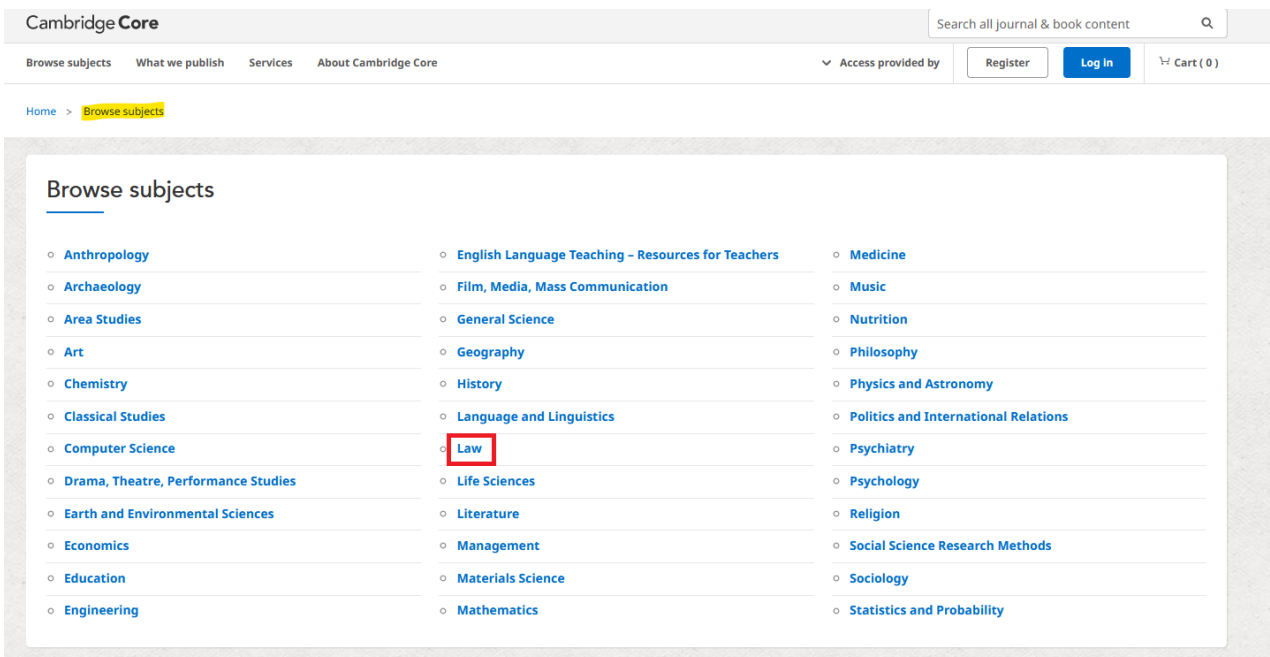 Cambridge Core
Search all journal & book content
Browse subjects What we publish Services About Cambridge Core Access provided by Register Log in Cart ( 0 )
Home > Browse subjects
Browse subjects
Anthropology
Archaeology
Area Studies
Art
Chemistry
Classical Studies
Computer Science
Drama, Theatre, Performance Studies
Earth and Environmental Sciences
Economics
Education
Engineering
English Language Teaching – Resources for Teachers
Film, Media, Mass Communication
General Science
Geography
History
Language and Linguistics
Law
Life Sciences
Literature
Management
Materials Science
Mathematics
Medicine
Music
Nutrition
Philosophy
Physics and Astronomy
Politics and International Relations
Psychiatry
Psychology
Religion
Social Science Research Methods
Sociology
Statistics and Probability